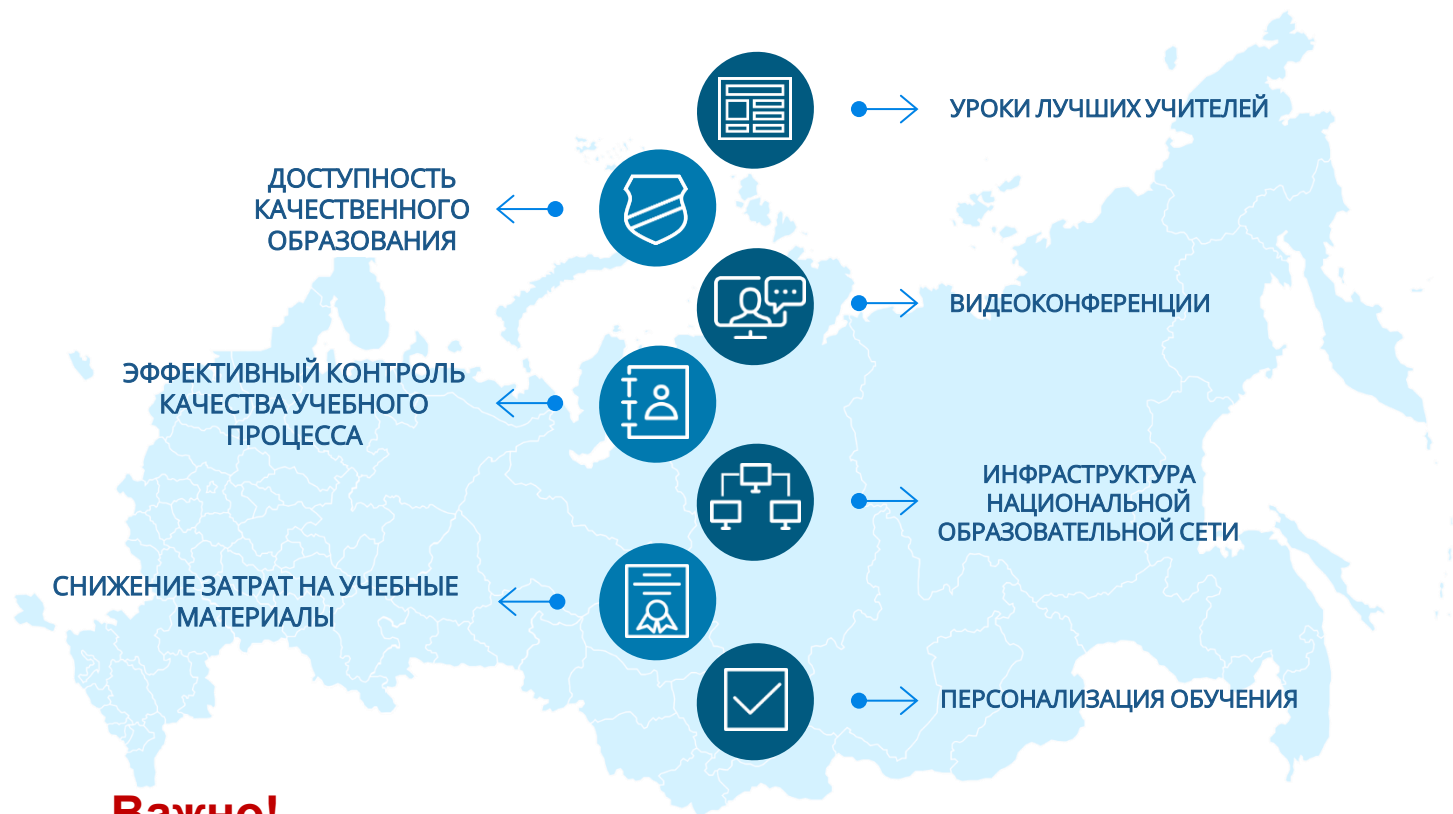 УРОКИ ЛУЧШИХ УЧИТЕЛЕЙ
ДОСТУПНОСТЬ
КАЧЕСТВЕННОГО
ОБРАЗОВАНИЯ
ВИДЕОКОНФЕРЕНЦИИ
ЭФФЕКТИВНЫЙ КОНТРОЛЬ
КАЧЕСТВА УЧЕБНОГО
ПРОЦЕССА
ИНФРАСТРУКТУРА
НАЦИОНАЛЬНОЙ
ОБРАЗОВАТЕЛЬНОЙ СЕТИ
СНИЖЕНИЕ ЗАТРАТ НА УЧЕБНЫЕ
МАТЕРИАЛЫ
ПЕРСОНАЛИЗАЦИЯ ОБУЧЕНИЯ
Важно!